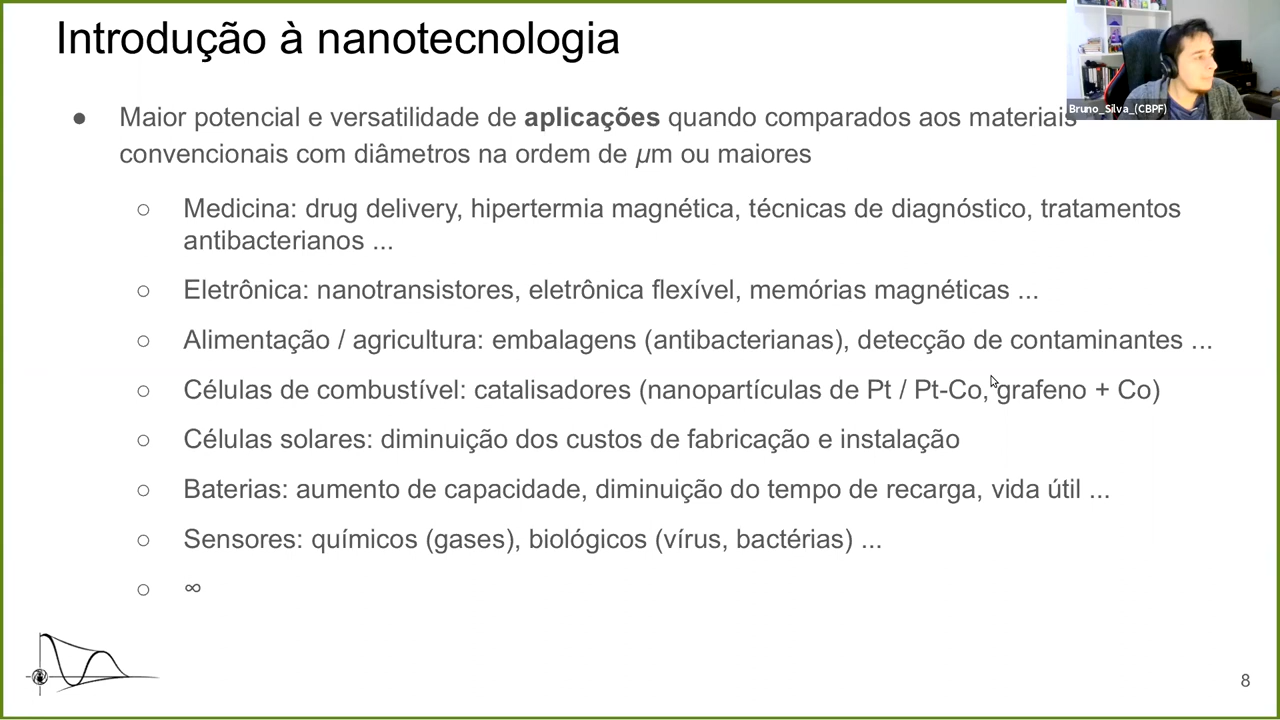 Introdução à nanotecnologia
Bruno_Silva_(CBPF)
● Maior potencial e versatilidade de aplicações quando comparados aos materiais
convencionais com diâmetros na ordem de μm ou maiores
○ Medicina: drug delivery, hipertermia magnética, técnicas de diagnóstico, tratamentos
antibacterianos ...
○ Eletrônica: nanotransistores, eletrônica flexível, memórias magnéticas ...
○ Alimentação / agricultura: embalagens (antibacterianas), detecção de contaminantes ...
○ Células de combustível: catalisadores (nanopartículas de Pt / Pt-Co, grafeno + Co)
○ Células solares: diminuição dos custos de fabricação e instalação
○ Baterias: aumento de capacidade, diminuição do tempo de recarga, vida útil ...
○ Sensores: químicos (gases), biológicos (vírus, bactérias) ...
○ ∞
8